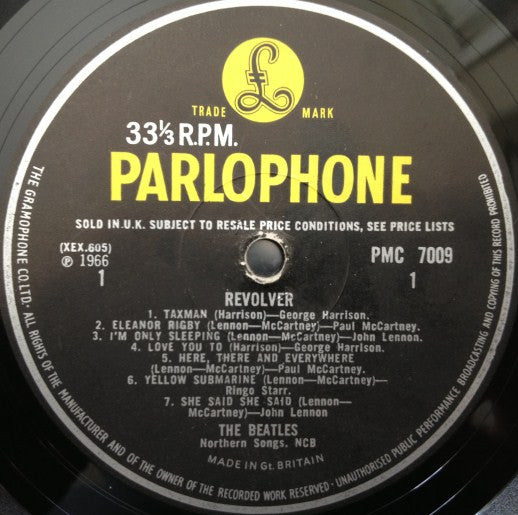 £
TRADE MARK
33⅓ R.P.M.
PARLOPHONE
SOLD IN U.K. SUBJECT TO RESALE PRICE CONDITIONS, SEE PRICE LISTS
(XEX.605)
℗ 1966
1
PMC 7009
1
REVOLVER
1. TAXMAN (Harrison)—George Harrison.
2. ELEANOR RIGBY (Lennon—McCartney)—Paul McCartney.
3. I'M ONLY SLEEPING (Lennon—McCartney)—John Lennon.
4. LOVE YOU TO (Harrison)—George Harrison.
5. HERE, THERE AND EVERYWHERE
(Lennon—McCartney)—Paul McCartney.
6. YELLOW SUBMARINE (Lennon—McCartney)—
Ringo Starr.
7. SHE SAID SHE SAID (Lennon—
McCartney)—John Lennon
THE BEATLES
Northern Songs, NCB
MADE IN Gt. BRITAIN
THE GRAMOPHONE CO. LTD. · ALL RIGHTS OF THE MANUFACTURER AND OF THE OWNER OF THE RECORDED WORK RESERVED · UNAUTHORISED PUBLIC PERFORMANCE BROADCASTING AND COPYING OF THIS RECORD PROHIBITED